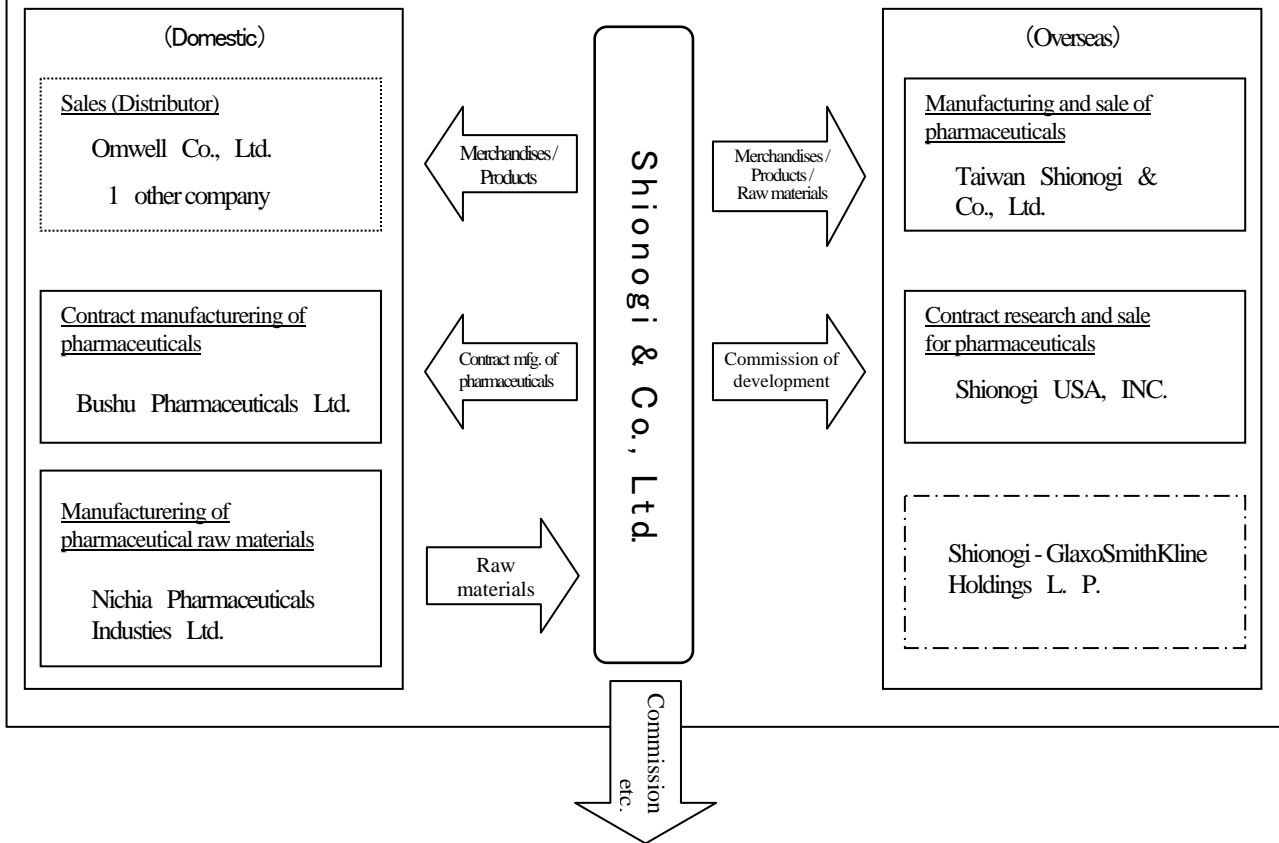 (Domestic)
Sales (Distributor)
Omwell Co., Ltd.
1 other company
Contract manufacturering of
pharmaceuticals
Bushu Pharmaceuticals Ltd.
Manufacturering of
pharmaceutical raw materials
Nichia Pharmaceuticals
Industies Ltd.
Merchandises /
Products
Contract mfg. of
pharmaceuticals
Raw
materials
Shionogi & Co., Ltd.
Merchandises /
Products /
Raw materials
Commission of
development
(Overseas)
Manufacturing and sale of
pharmaceuticals
Taiwan Shionogi &
Co., Ltd.
Contract research and sale
for pharmaceuticals
Shionogi USA, INC.
Shionogi - GlaxoSmithKline
Holdings L. P.
Commission
etc.